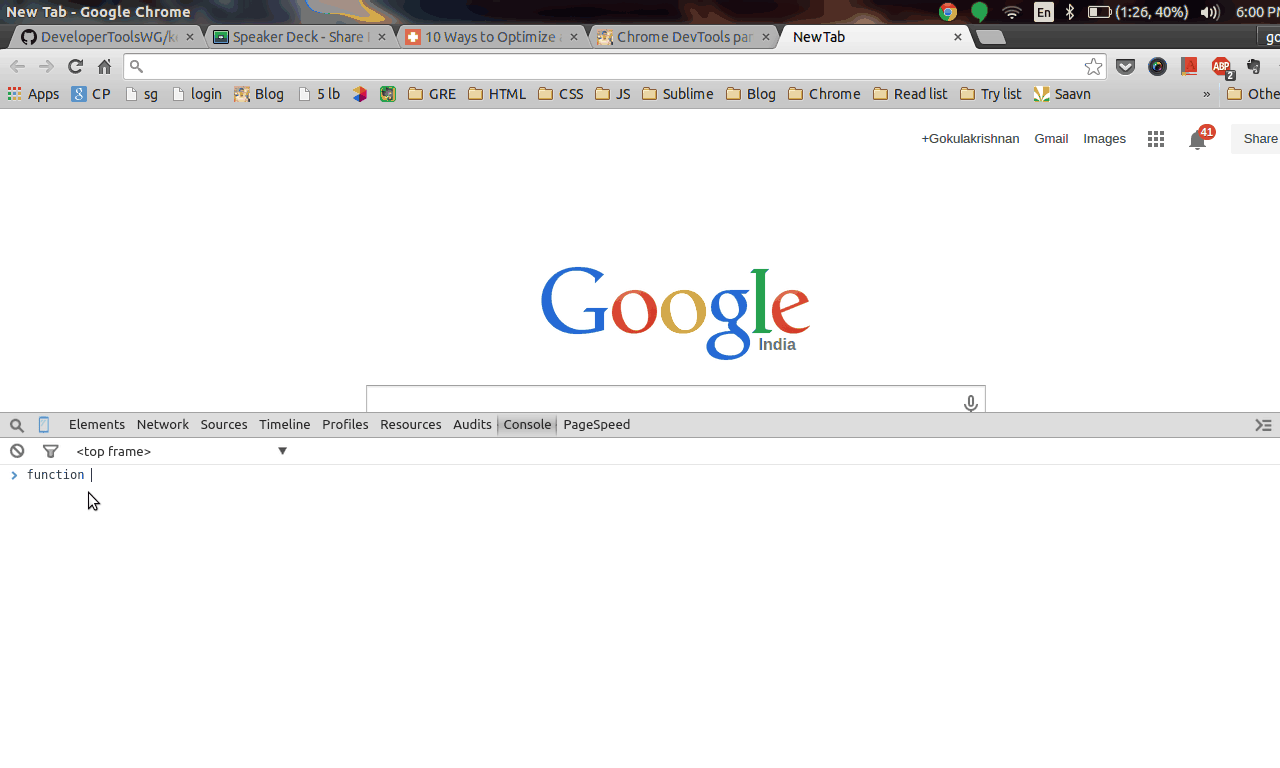 New Tab - Google Chrome En (1:26, 40%) 6:00
DeveloperToolsWG/ Speaker Deck - Share 10 Ways to Optimize Chrome DevTools New Tab go
ABP 2
Apps CP sg login Blog 5 lb GRE HTML CSS JS Sublime Blog Chrome Read list Try list Saavn » Othe
+Gokulakrishnan Gmail Images 41 Share
Google
India
Elements Network Sources Timeline Profiles Resources Audits Console PageSpeed
<top frame>
function